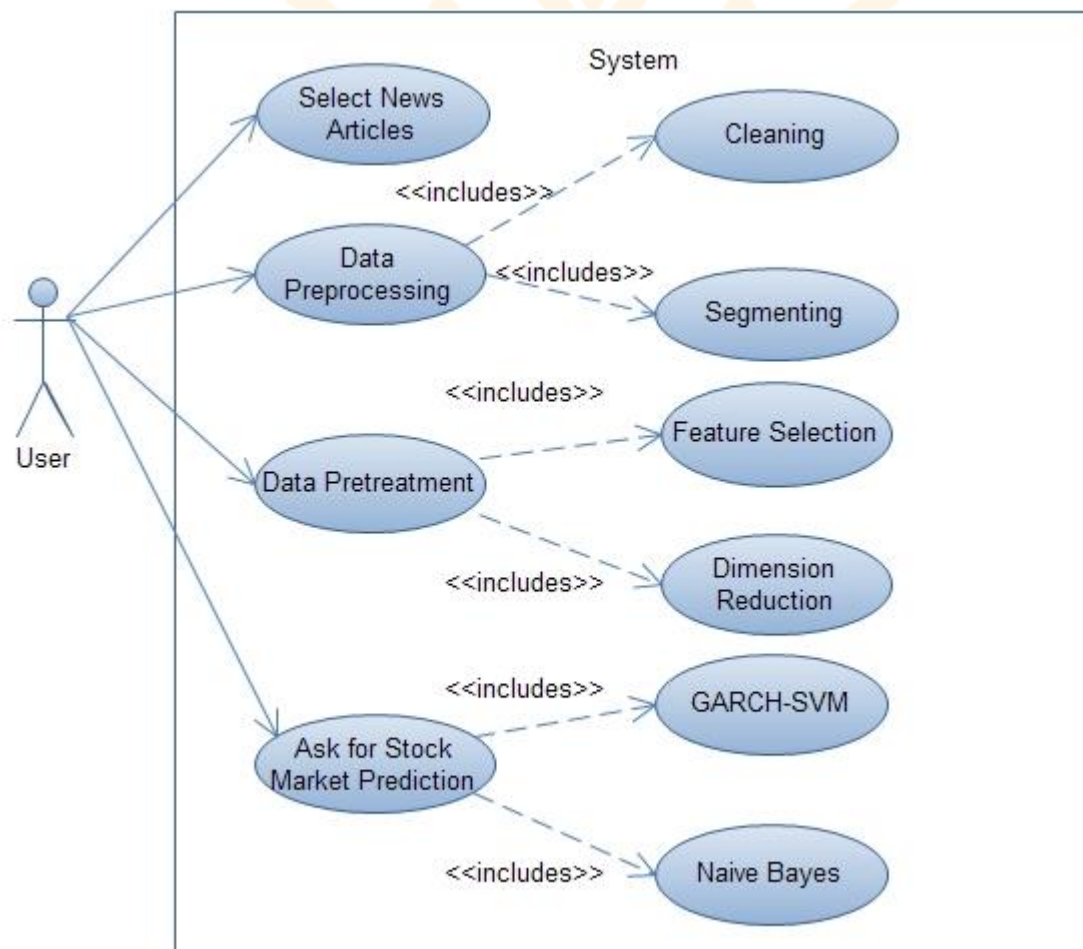 System
Select News
Articles
Cleaning
<<includes>>
Data
Preprocessing
<<includes>>
Segmenting
User
<<includes>>
Feature Selection
Data Pretreatment
<<includes>>
Dimension
Reduction
<<includes>>
GARCH-SVM
Ask for Stock
Market Prediction
<<includes>>
Naive Bayes